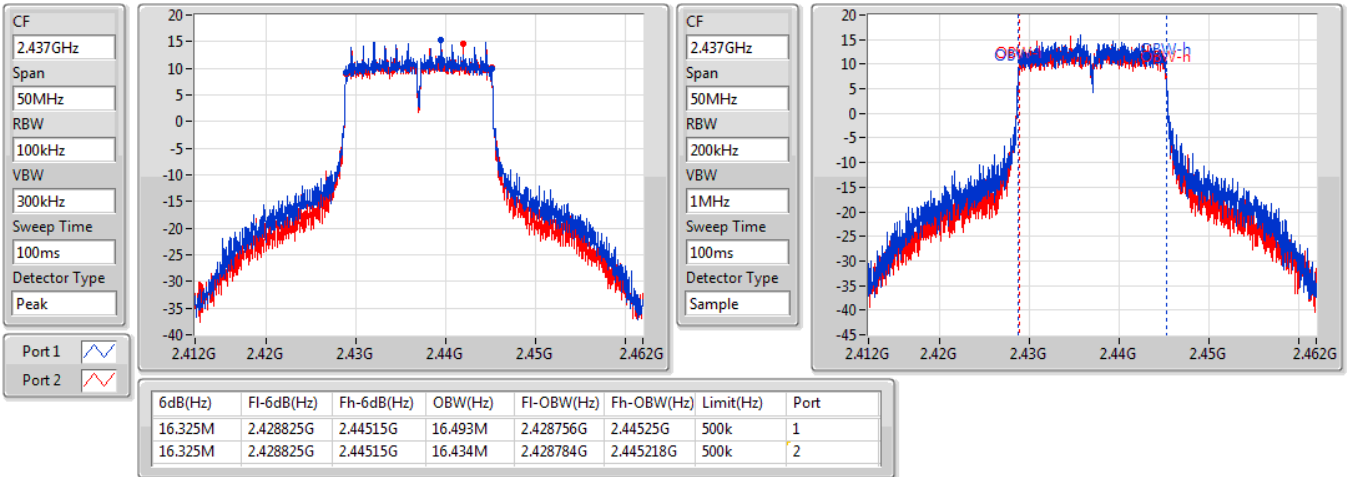 CF
2.437GHz
Span
50MHz
RBW
100kHz
VBW
300kHz
Sweep Time
100ms
Detector Type
Peak
Port 1
Port 2
20
15
10
5
0
-5
-10
-15
-20
-25
-30
-35
-40
2.412G 2.42G 2.43G 2.44G 2.45G 2.462G
CF
2.437GHz
Span
50MHz
RBW
200kHz
VBW
1MHz
Sweep Time
100ms
Detector Type
Sample
20
15
10
5
0
-5
-10
-15
-20
-25
-30
-35
-40
-45
OBW-h
OBW-h
2.412G 2.42G 2.43G 2.44G 2.45G 2.462G
6dB(Hz) Fl-6dB(Hz) Fh-6dB(Hz) OBW(Hz) Fl-OBW(Hz) Fh-OBW(Hz) Limit(Hz) Port
16.325M 2.428825G 2.44515G 16.493M 2.428756G 2.44525G 500k 1
16.325M 2.428825G 2.44515G 16.434M 2.428784G 2.445218G 500k 2